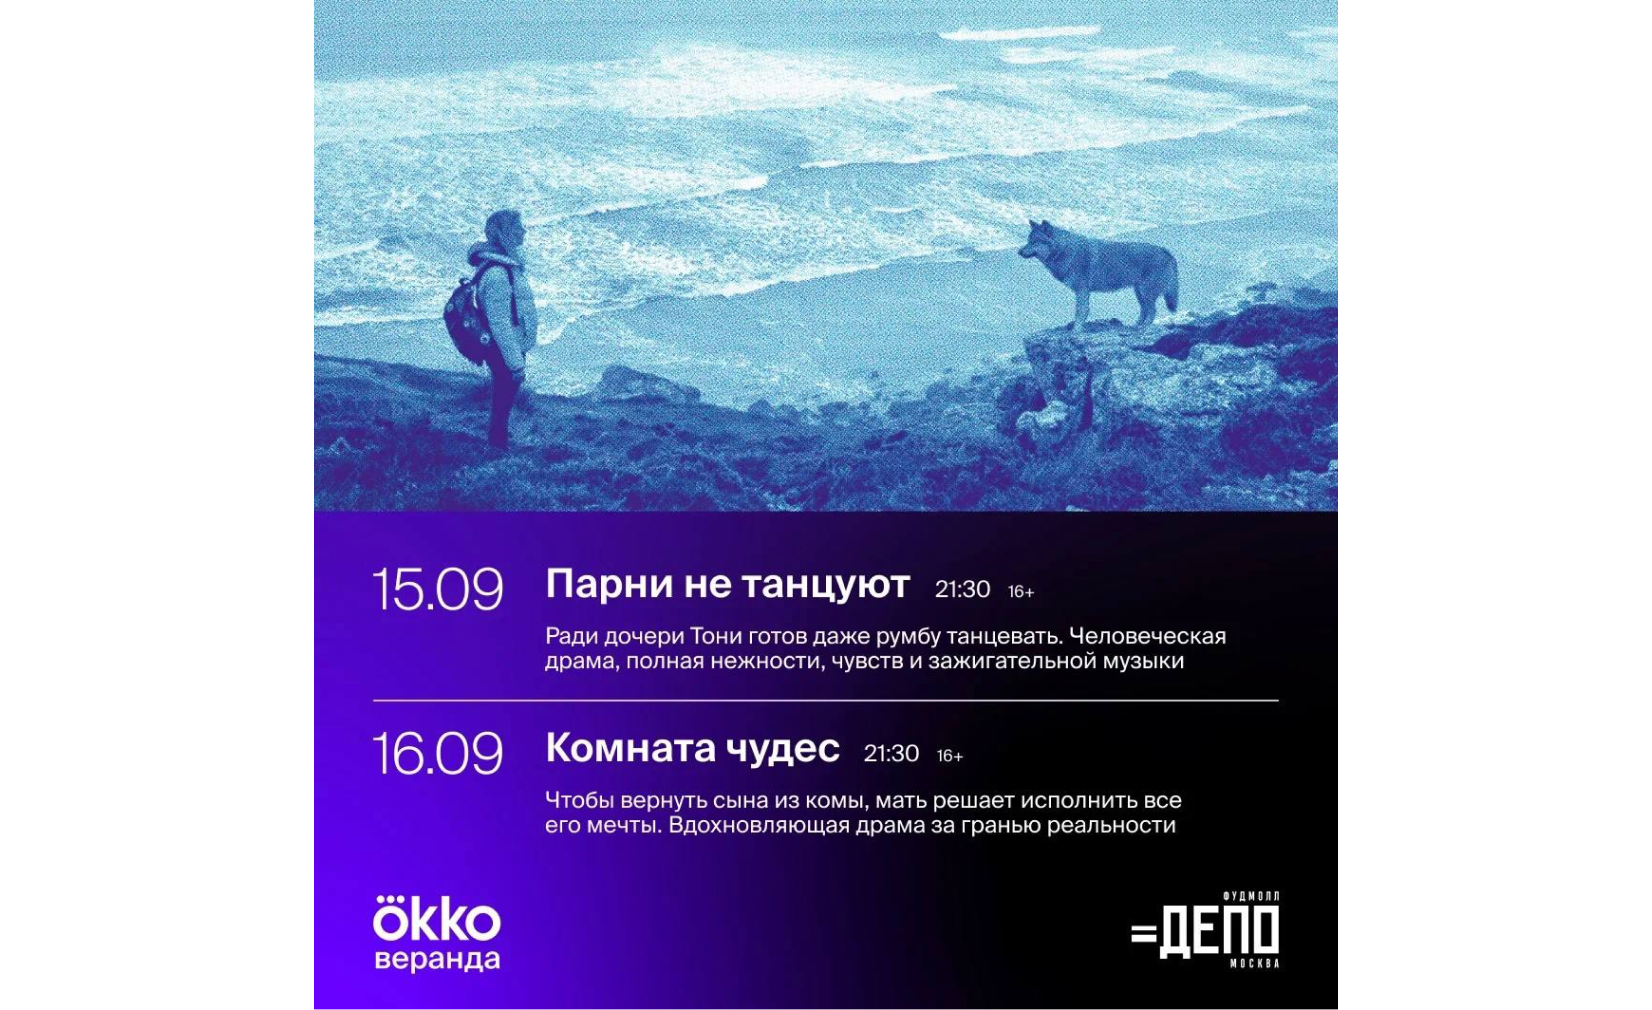 15.09
Парни не танцуют 21:30 16+
Ради дочери Тони готов даже румбу танцевать. Человеческая
драма, полная нежности, чувств и зажигательной музыки
16.09
Комната чудес 21:30 16+
Чтобы вернуть сына из комы, мать решает исполнить все
его мечты. Вдохновляющая драма за гранью реальности
ökko
веранда
ФУДМОЛЛ
=ДЕПО
МОСКВА